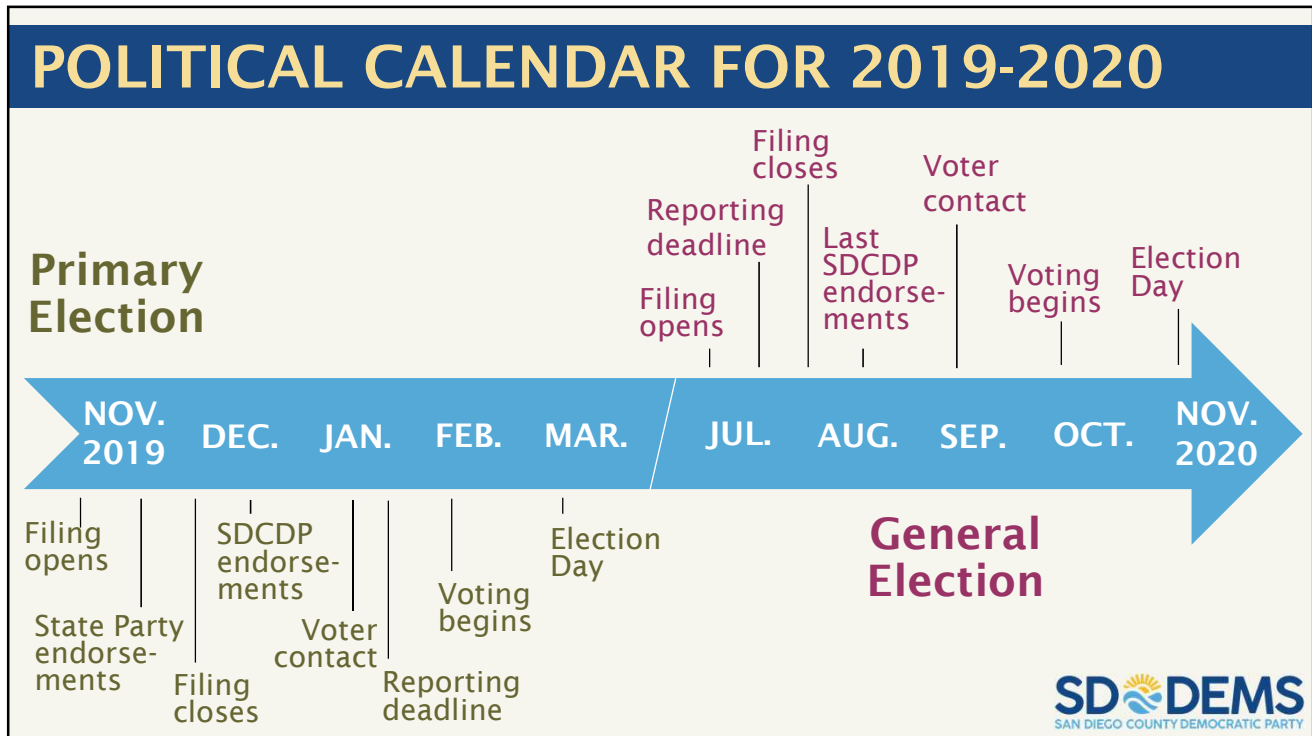 POLITICAL CALENDAR FOR 2019-2020
Filing
closes
Voter
contact
Reporting
deadline
Last
SDCDP
endorse-
ments
Election
Day
Voting
begins
Filing
opens
Primary
Election
NOV.
2019
DEC.
JAN.
FEB.
MAR.
JUL.
AUG.
SEP.
OCT.
NOV.
2020
Filing
opens
SDCDP
endorse-
ments
Election
Day
General
Election
Voting
begins
State Party
endorse-
ments
Voter
contact
Filing
closes
Reporting
deadline
SD DEMS
SAN DIEGO COUNTY DEMOCRATIC PARTY